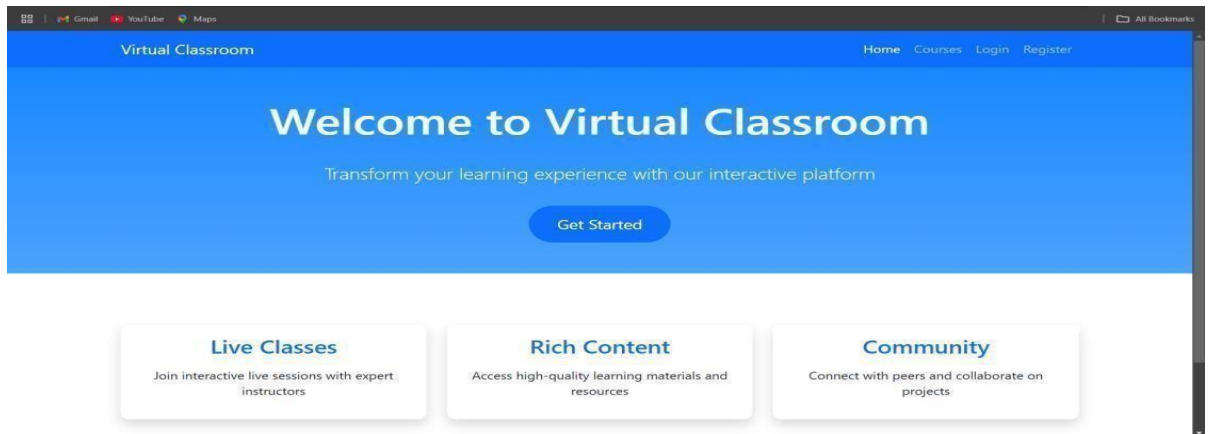 Gmail YouTube Maps All Bookmarks
Virtual Classroom Home Courses Login Register
Welcome to Virtual Classroom
Transform your learning experience with our interactive platform
Get Started
Live Classes
Join interactive live sessions with expert
instructors
Rich Content
Access high-quality learning materials and
resources
Community
Connect with peers and collaborate on
projects